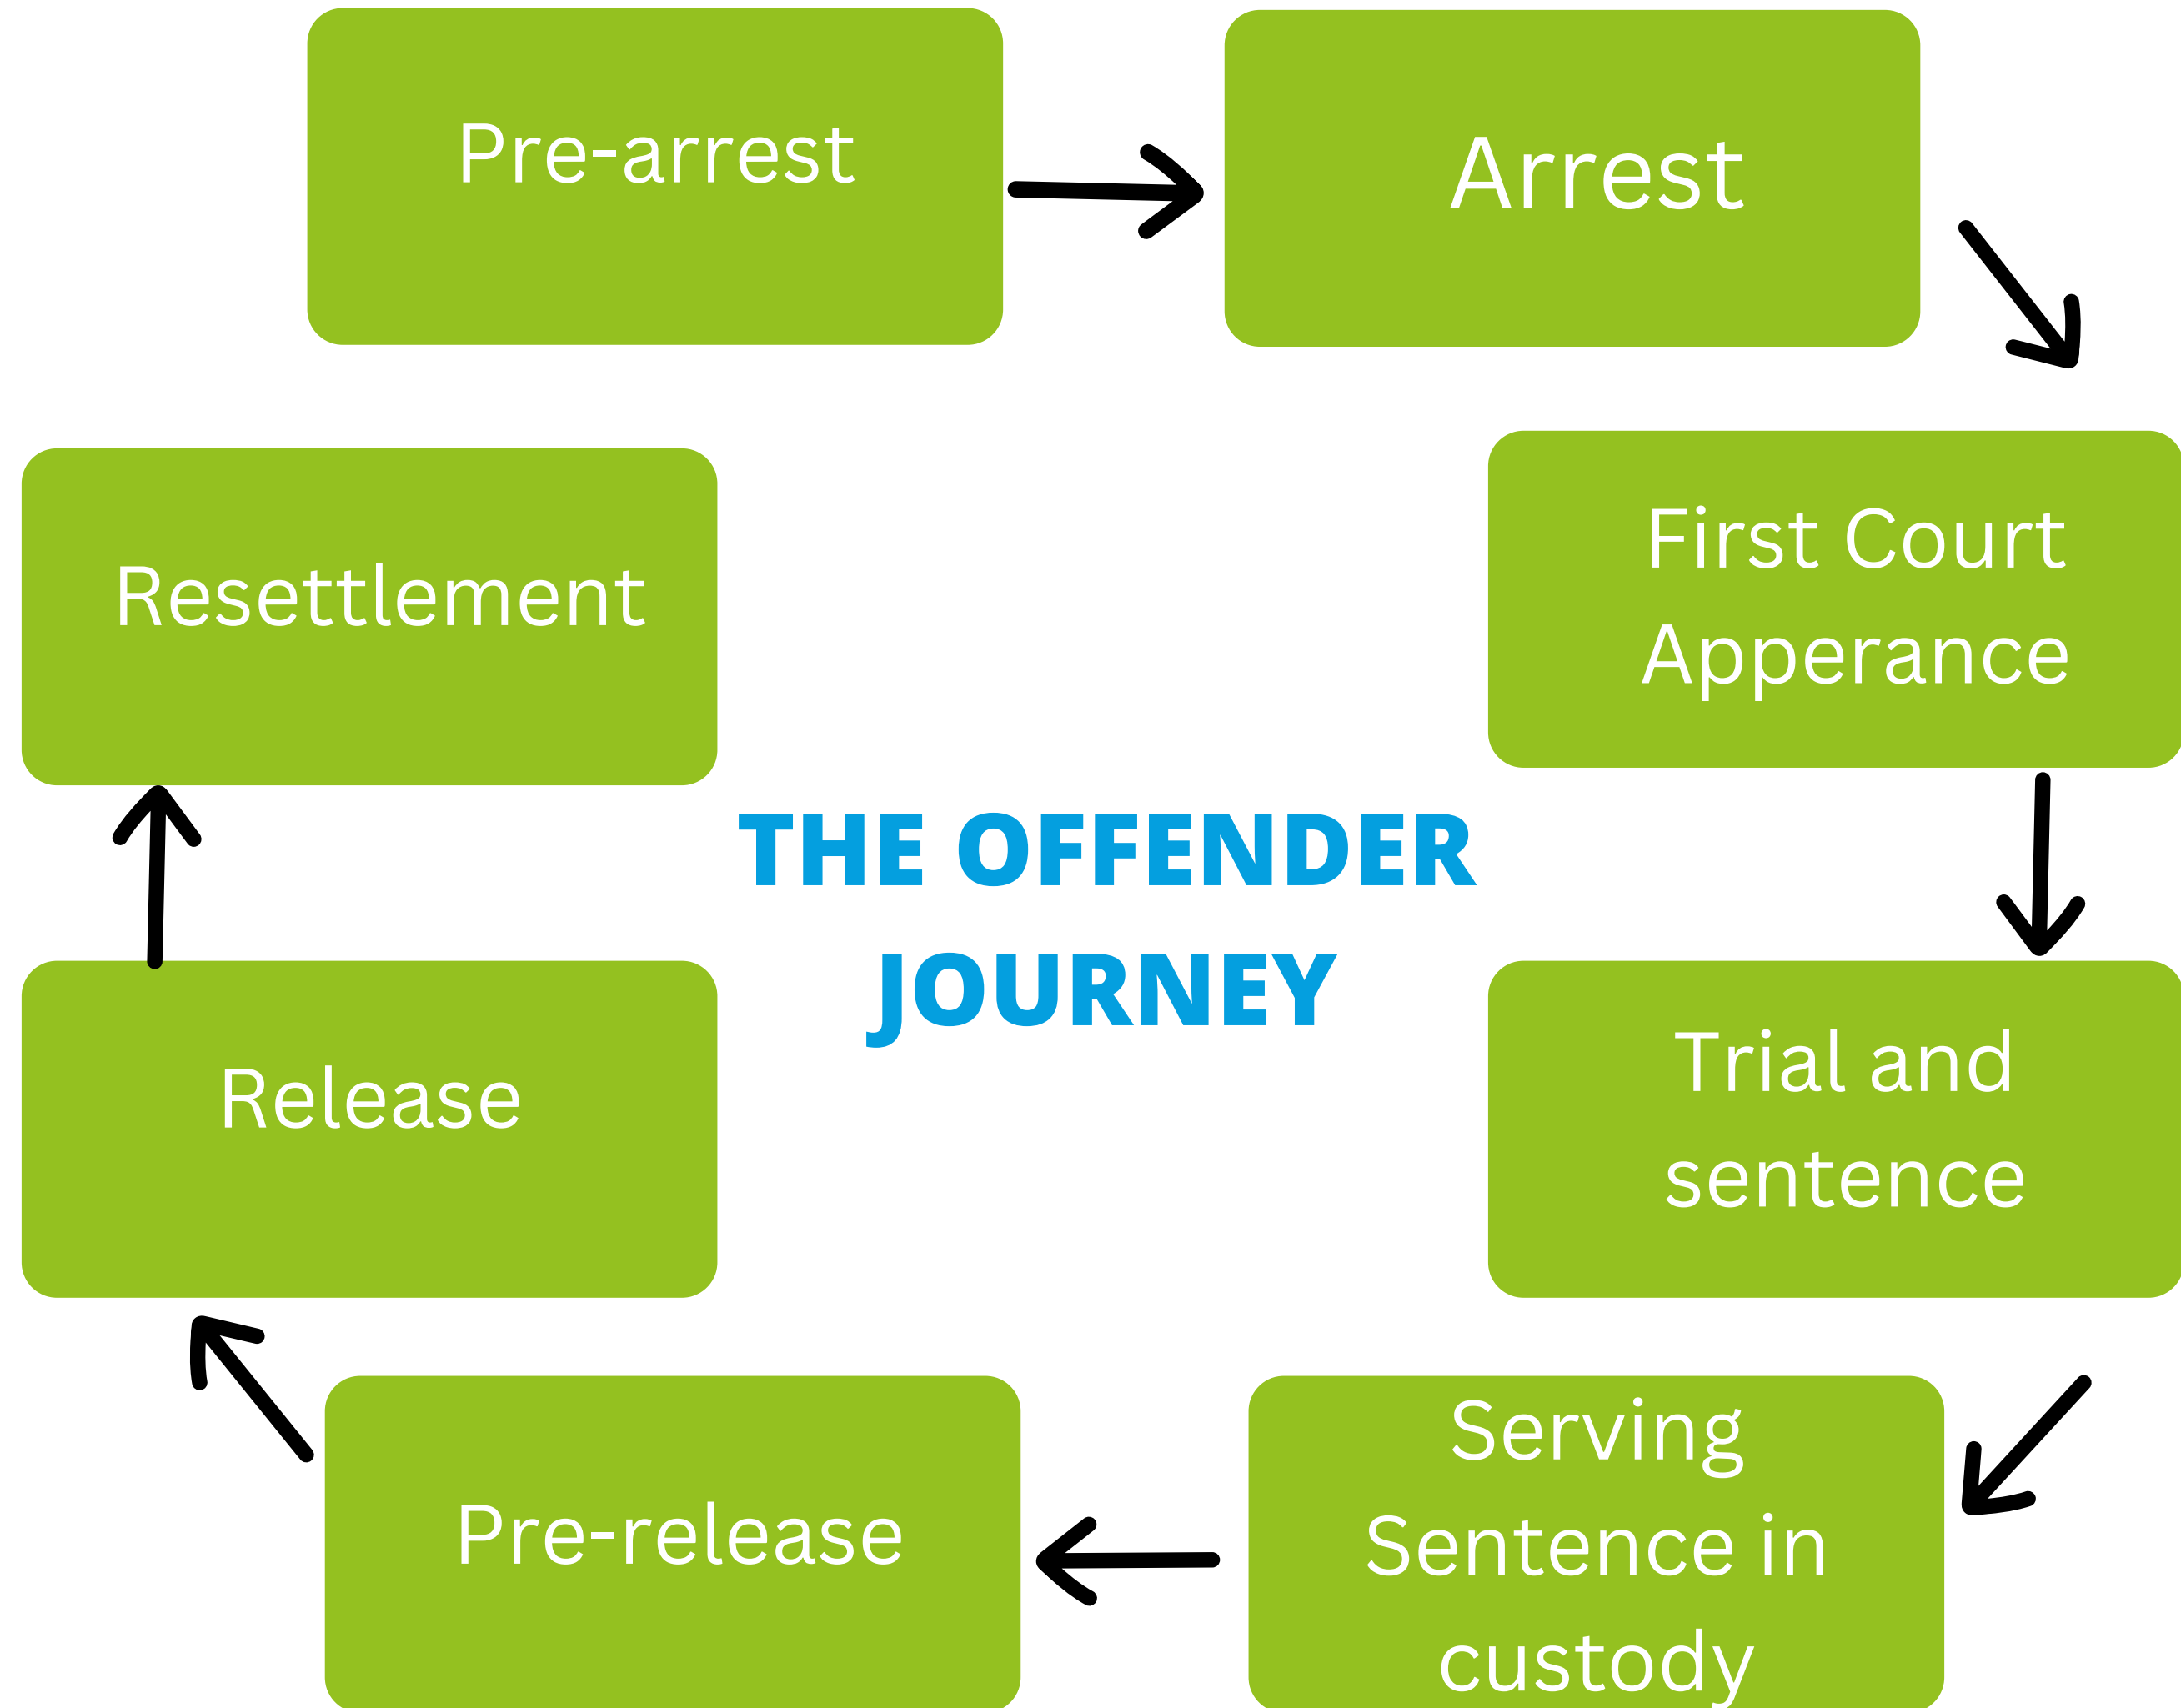 Pre-arrest
Arrest
First Court
Apperance
Trial and
sentence
Serving
Sentence in
custody
Pre-release
Release
Resettlement
THE OFFENDER
JOURNEY